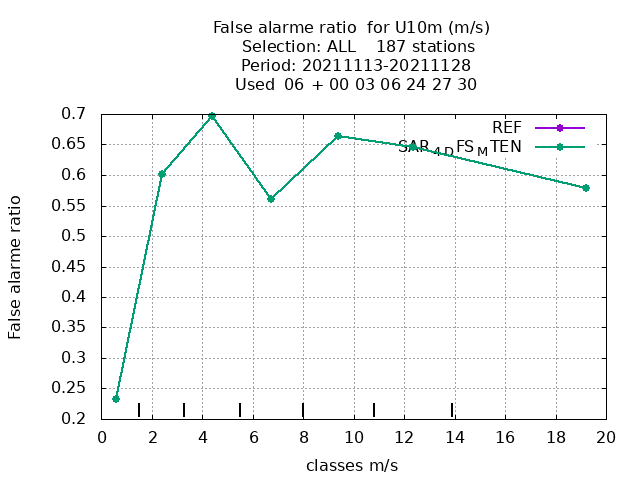 False alarme ratio  for U10m (m/s)
Selection: ALL    187 stations
Period: 20211113-20211128
Used  06  + 00 03 06 24 27 30
0.7
0.65
0.6
0.55
0.5
0.45
0.4
0.35
0.3
0.25
0.2
False alarme ratio
REF
SAR4DFSMTEN
0 2 4 6 8 10 12 14 16 18 20
classes m/s